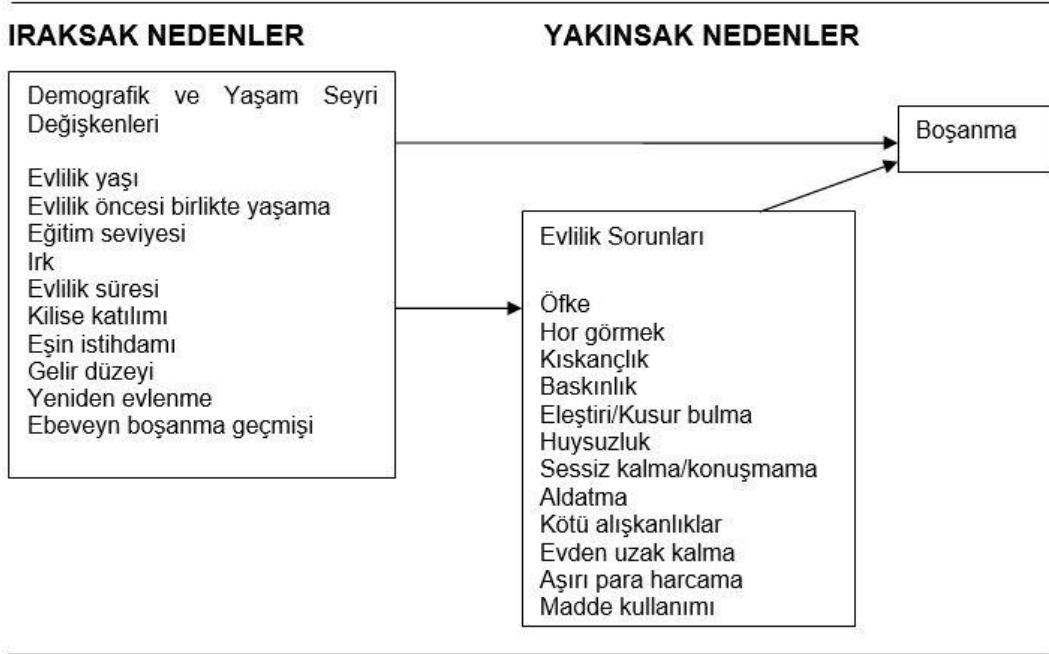 IRAKSAK NEDENLER
YAKINSAK NEDENLER
Demografik ve Yaşam Seyri
Değişkenleri
Evlilik yaşı
Evlilik öncesi birlikte yaşama
Eğitim seviyesi
Irk
Evlilik süresi
Kilise katılımı
Eşin istihdamı
Gelir düzeyi
Yeniden evlenme
Ebeveyn boşanma geçmişi
Boşanma
Evlilik Sorunları
Öfke
Hor görmek
Kıskançlık
Baskınlık
Eleştiri/Kusur bulma
Huysuzluk
Sessiz kalma/konuşmama
Aldatma
Kötü alışkanlıklar
Evden uzak kalma
Aşırı para harcama
Madde kullanımı